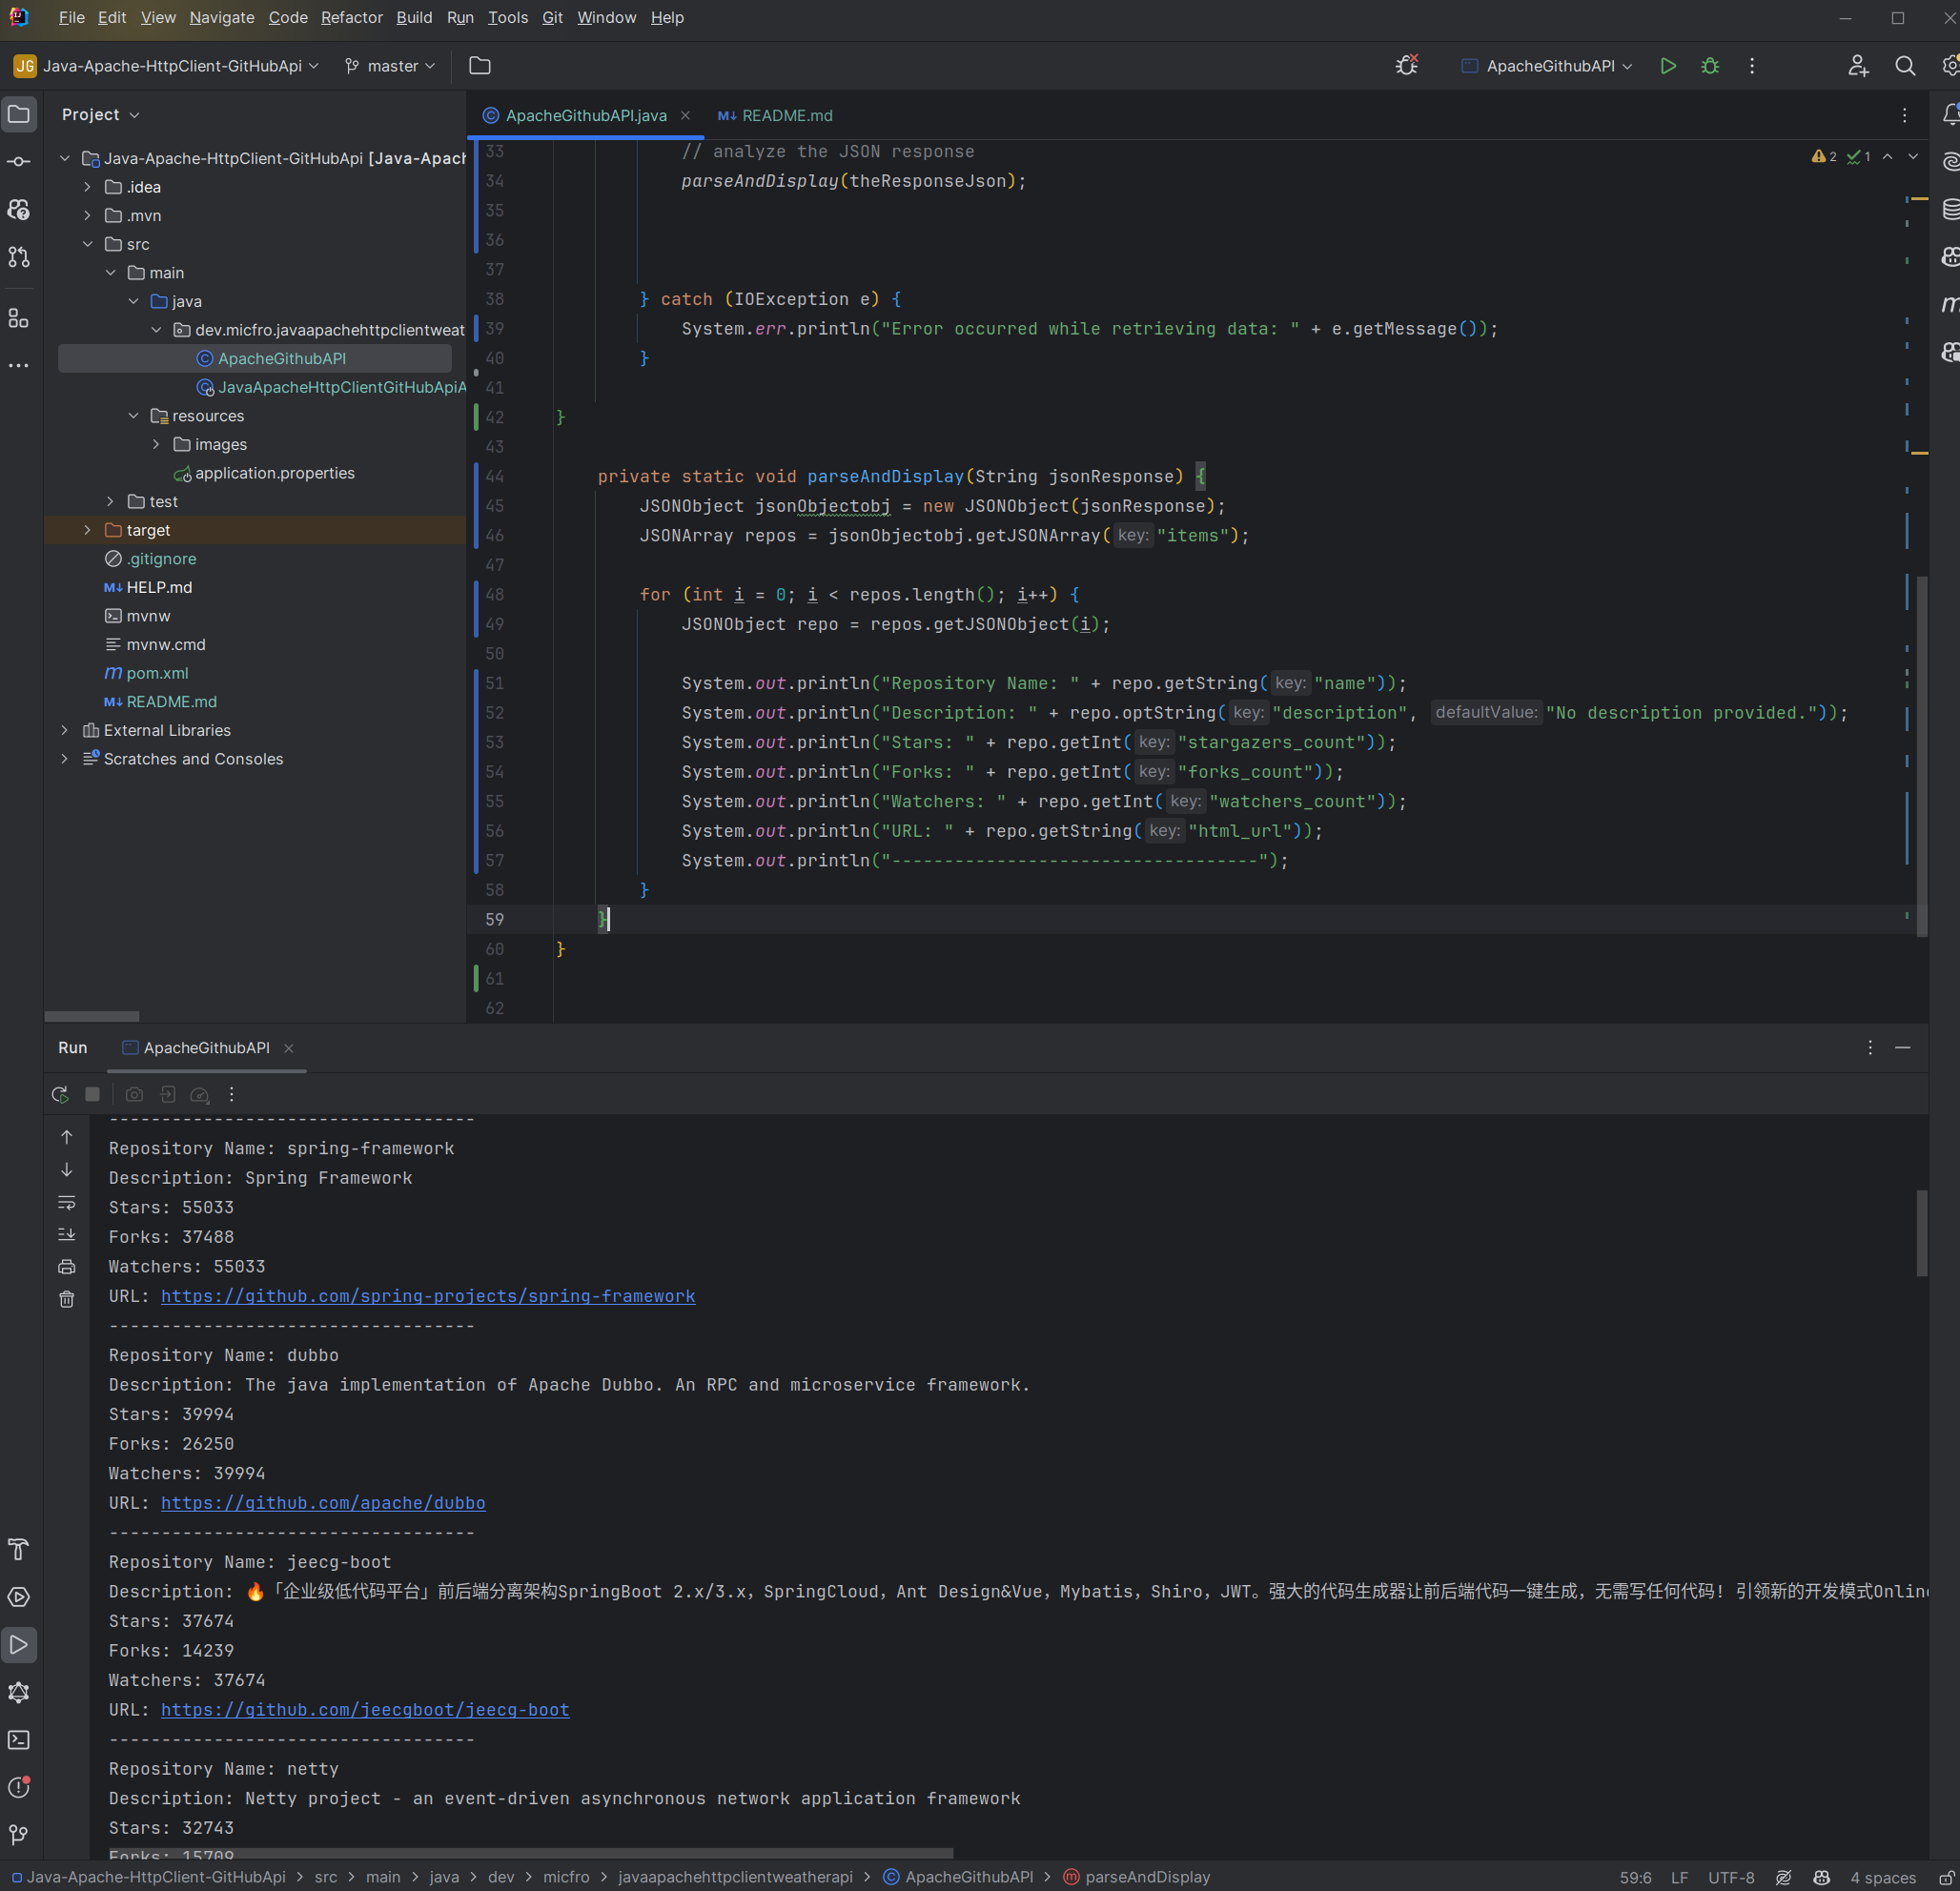 File Edit View Navigate Code Refactor Build Run Tools Git Window Help
JG Java-Apache-HttpClient-GitHubApi master ApacheGithubAPI
Project
Java-Apache-HttpClient-GitHubApi [Java-Apach
.idea
.mvn
src
main
java
dev.micfro.javaapachehttpclientweat
ApacheGithubAPI
JavaApacheHttpClientGitHubApiA
resources
images
application.properties
test
target
.gitignore
HELP.md
mvnw
mvnw.cmd
pom.xml
README.md
External Libraries
Scratches and Consoles
ApacheGithubAPI.java README.md
2 1
33 // analyze the JSON response
34 parseAndDisplay(theResponseJson);
35
36
37
38 } catch (IOException e) {
39 System.err.println("Error occurred while retrieving data: " + e.getMessage());
40 }
41
42 }
43
44 private static void parseAndDisplay(String jsonResponse) {
45 JSONObject jsonObjectobj = new JSONObject(jsonResponse);
46 JSONArray repos = jsonObjectobj.getJSONArray( key: "items");
47
48 for (int i = 0; i < repos.length(); i++) {
49 JSONObject repo = repos.getJSONObject(i);
50
51 System.out.println("Repository Name: " + repo.getString( key: "name"));
52 System.out.println("Description: " + repo.optString( key: "description", defaultValue: "No description provided."));
53 System.out.println("Stars: " + repo.getInt( key: "stargazers_count"));
54 System.out.println("Forks: " + repo.getInt( key: "forks_count"));
55 System.out.println("Watchers: " + repo.getInt( key: "watchers_count"));
56 System.out.println("URL: " + repo.getString( key: "html_url"));
57 System.out.println("-----------------------------------");
58 }
59 }
60 }
61
62
Run ApacheGithubAPI
-----------------------------------
Repository Name: spring-framework
Description: Spring Framework
Stars: 55033
Forks: 37488
Watchers: 55033
URL: https://github.com/spring-projects/spring-framework
-----------------------------------
Repository Name: dubbo
Description: The java implementation of Apache Dubbo. An RPC and microservice framework.
Stars: 39994
Forks: 26250
Watchers: 39994
URL: https://github.com/apache/dubbo
-----------------------------------
Repository Name: jeecg-boot
Description: 🔥「企业级低代码平台」前后端分离架构SpringBoot 2.x/3.x，SpringCloud，Ant Design&Vue，Mybatis，Shiro，JWT。强大的代码生成器让前后端代码一键生成，无需写任何代码! 引领新的开发模式Onlin
Stars: 37674
Forks: 14239
Watchers: 37674
URL: https://github.com/jeecgboot/jeecg-boot
-----------------------------------
Repository Name: netty
Description: Netty project - an event-driven asynchronous network application framework
Stars: 32743
Forks: 15709
Java-Apache-HttpClient-GitHubApi > src > main > java > dev > micfro > javaapachehttpclientweatherapi > ApacheGithubAPI > parseAndDisplay 59:6 LF UTF-8 4 spaces